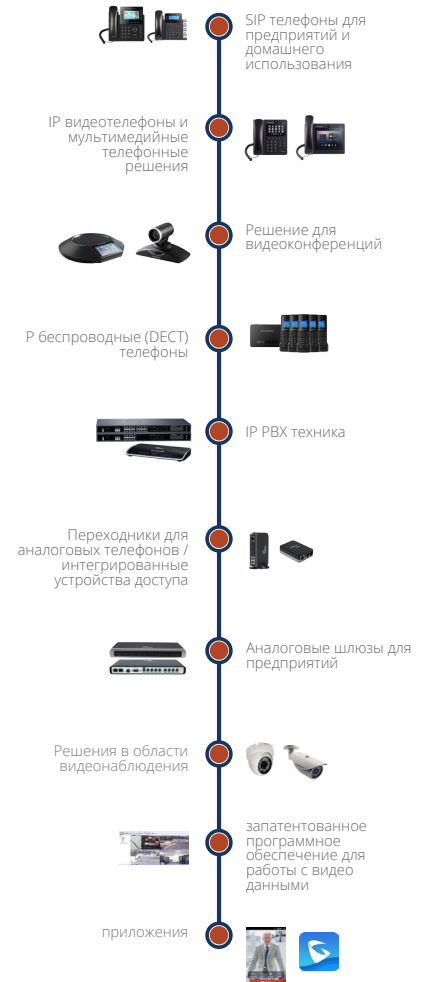 SIP телефоны для
предприятий и
домашнего
использования
IP видеотелефоны и
мультимедийные
телефонные
решения
Решение для
видеоконференций
Р беспроводные (DECT)
телефоны
IP PBX техника
Переходники для
аналоговых телефонов /
интегрированные
устройства доступа
Аналоговые шлюзы для
предприятий
Решения в области
видеонаблюдения
запатентованное
программное
обеспечение для
работы с видео
данными
приложения